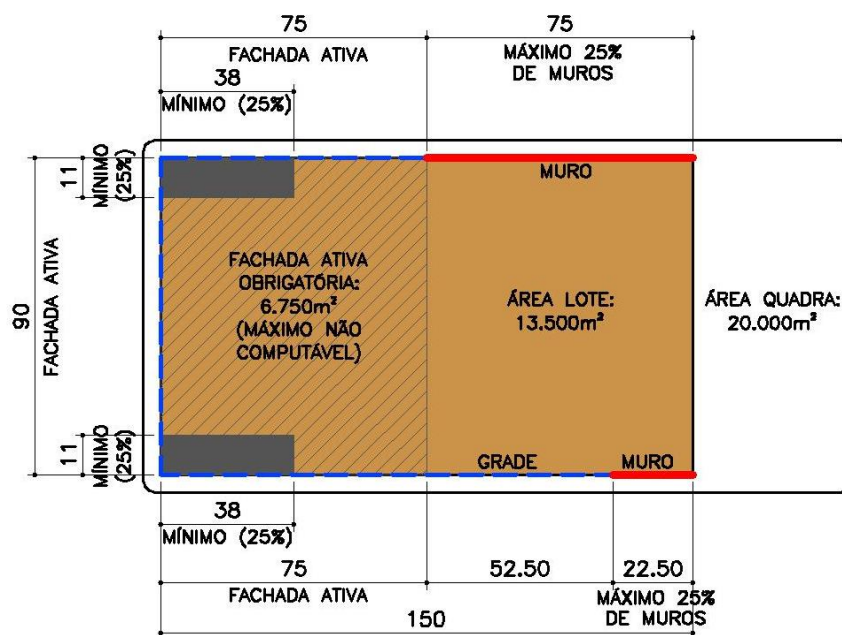 75
75
FACHADA ATIVA
MÁXIMO 25%
DE MUROS
38
MÍNIMO (25%)
11
MÍNIMO
(25%)
MURO
90
FACHADA ATIVA
FACHADA ATIVA
OBRIGATÓRIA:
6.750m²
(MÁXIMO NÃO
COMPUTÁVEL)
ÁREA LOTE:
13.500m²
ÁREA QUADRA:
20.000m²
11
MÍNIMO
(25%)
GRADE
MURO
38
MÍNIMO (25%)
75
52.50
22.50
FACHADA ATIVA
MÁXIMO 25%
DE MUROS
150